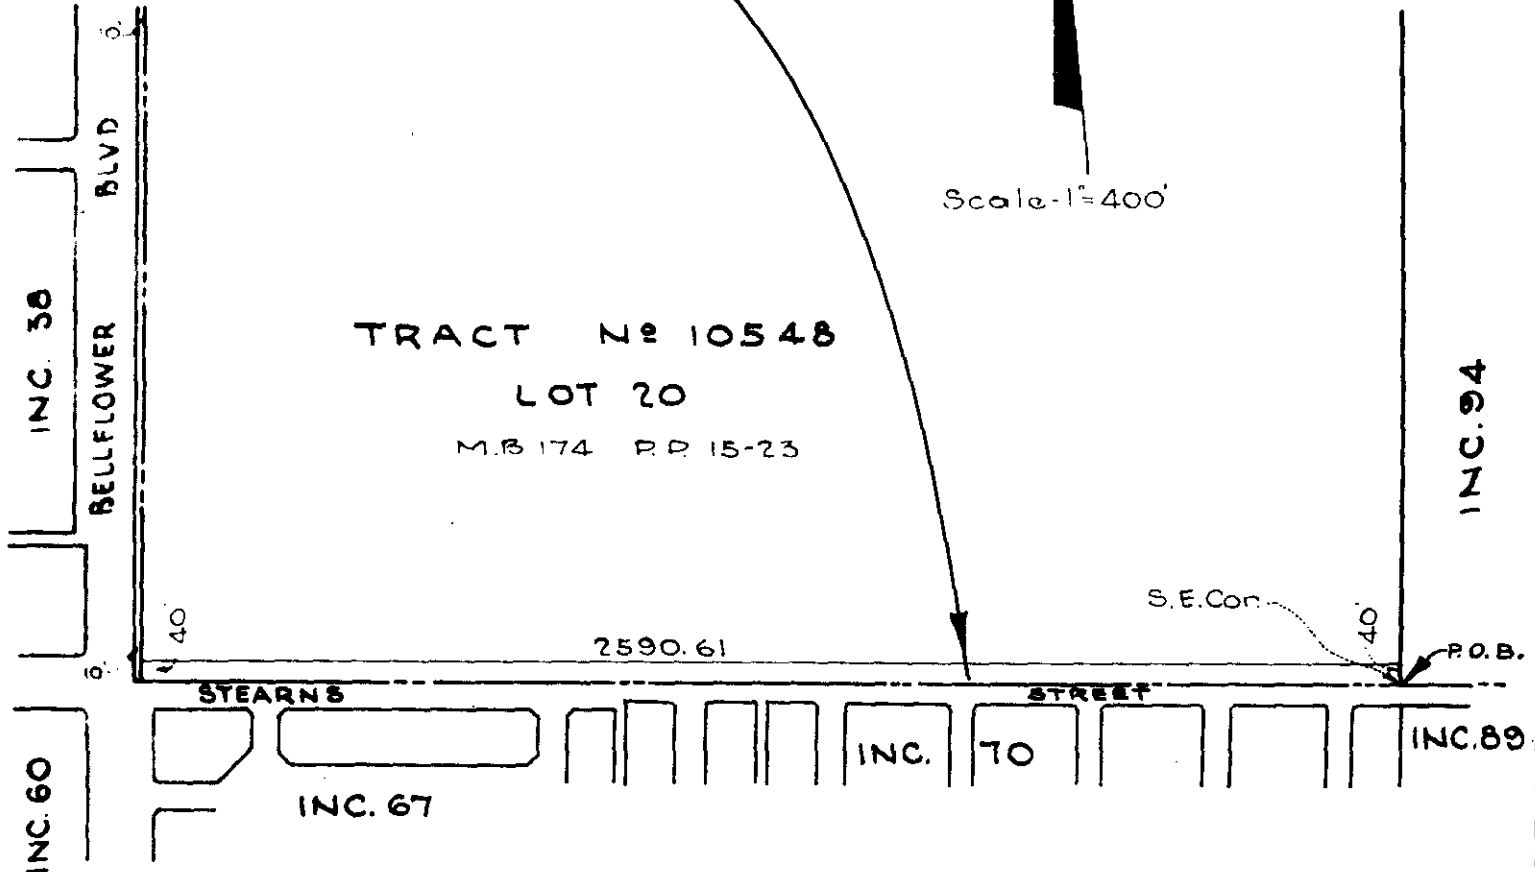 BELLFLOWER BLVD
INC. 38
Scale-1"=400'
TRACT Nº 10548
LOT 20
M.B 174 P.P. 15-23
INC. 94
S.E. Cor.
40'
40'
2590.61
P.O.B.
STEARNS STREET
INC. 70
INC. 89
INC. 67
INC. 60